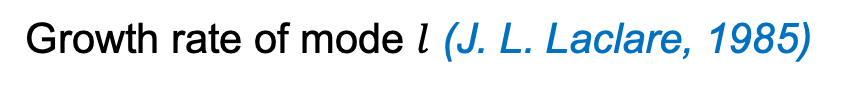 Growth rate of mode l (J. L. Laclare, 1985)